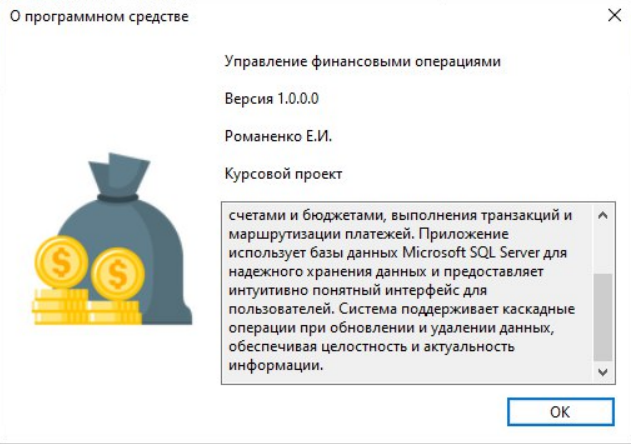 О программном средстве
Управление финансовыми операциями
Версия 1.0.0.0
Романенко Е.И.
Курсовой проект
счетами и бюджетами, выполнения транзакций и
маршрутизации платежей. Приложение
использует базы данных Microsoft SQL Server для
надежного хранения данных и предоставляет
интуитивно понятный интерфейс для
пользователей. Система поддерживает каскадные
операции при обновлении и удалении данных,
обеспечивая целостность и актуальность
информации.
ОК